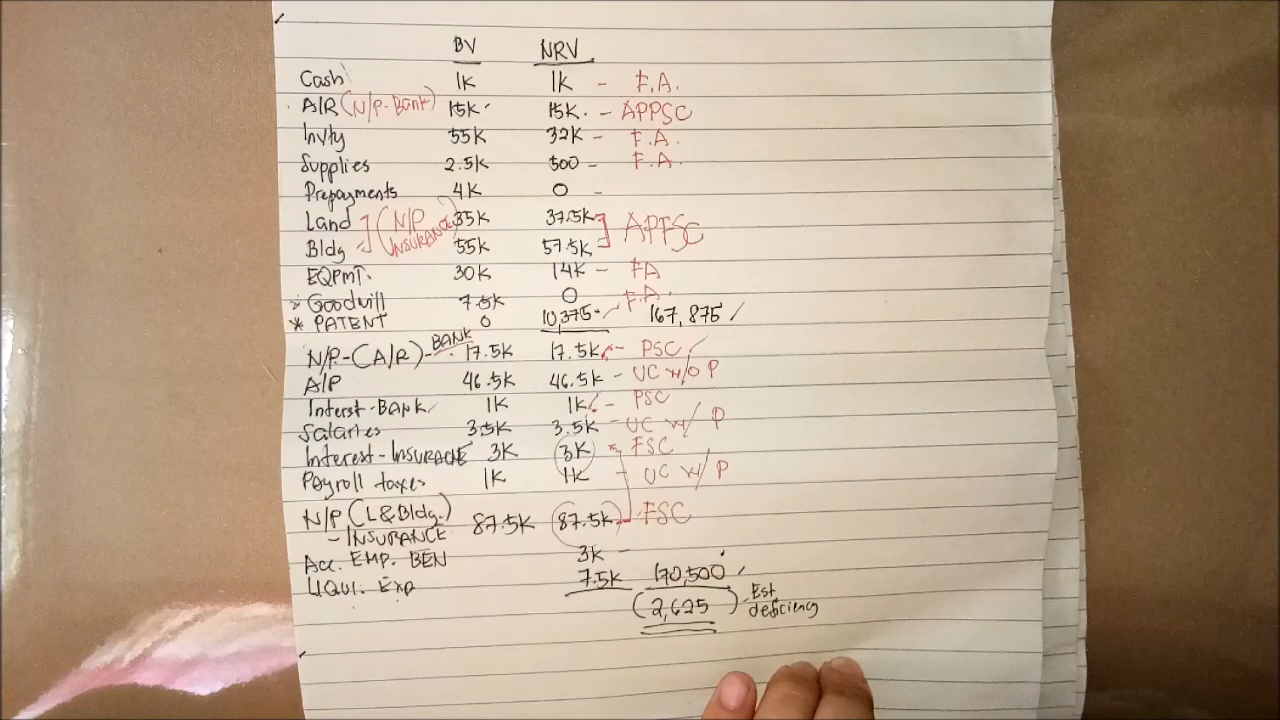 BV NRV
Cash 1K 1K - F.A.
A/R (N/P-Bank) 15K 15K. - APPSC
Invty 55K 32K - F.A.
Supplies 2.5K 500 - F.A.
Prepayments 4K 0 -
Land (N/P 35K 37.5K APFSC
Bldg INSURANCE) 55K 57.5K
EQPMT. 30K 14K - FA
* Goodwill 7.5K 0 - F.A.
* PATENT 0 10,375 167,875 /
N/P-(A/R)-BANK 17.5K 17.5K - PSC
A/P 46.5K 46.5K - UC W/O P
Interst-BANK 1K 1K - PSC
Salaries 3.5K 3.5K - UC W/ P
Interest-INSURANCE 3K 3K FSC
Payroll taxes 1K 1K - UC W/ P
N/P (L&Bldg.) 87.5K 87.5K - FSC
- INSURANCE
Acc. EMP. BEN 3K -
LIQUI. EXP 7.5K 170,500 /
(2,625) Est
deficiency